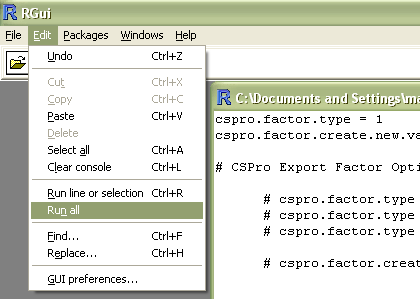 RGui
File Edit Packages Windows Help
Undo Ctrl+Z
Cut Ctrl+X
Copy Ctrl+C
Paste Ctrl+V
Delete
Select all Ctrl+A
Clear console Ctrl+L
Run line or selection Ctrl+R
Run all
Find... Ctrl+F
Replace... Ctrl+H
GUI preferences...
C:\Documents and Settings\ma
cspro.factor.type = 1
cspro.factor.create.new.va
# CSPro Export Factor Opti
# cspro.factor.type
# cspro.factor.type
# cspro.factor.type
# cspro.factor.creat